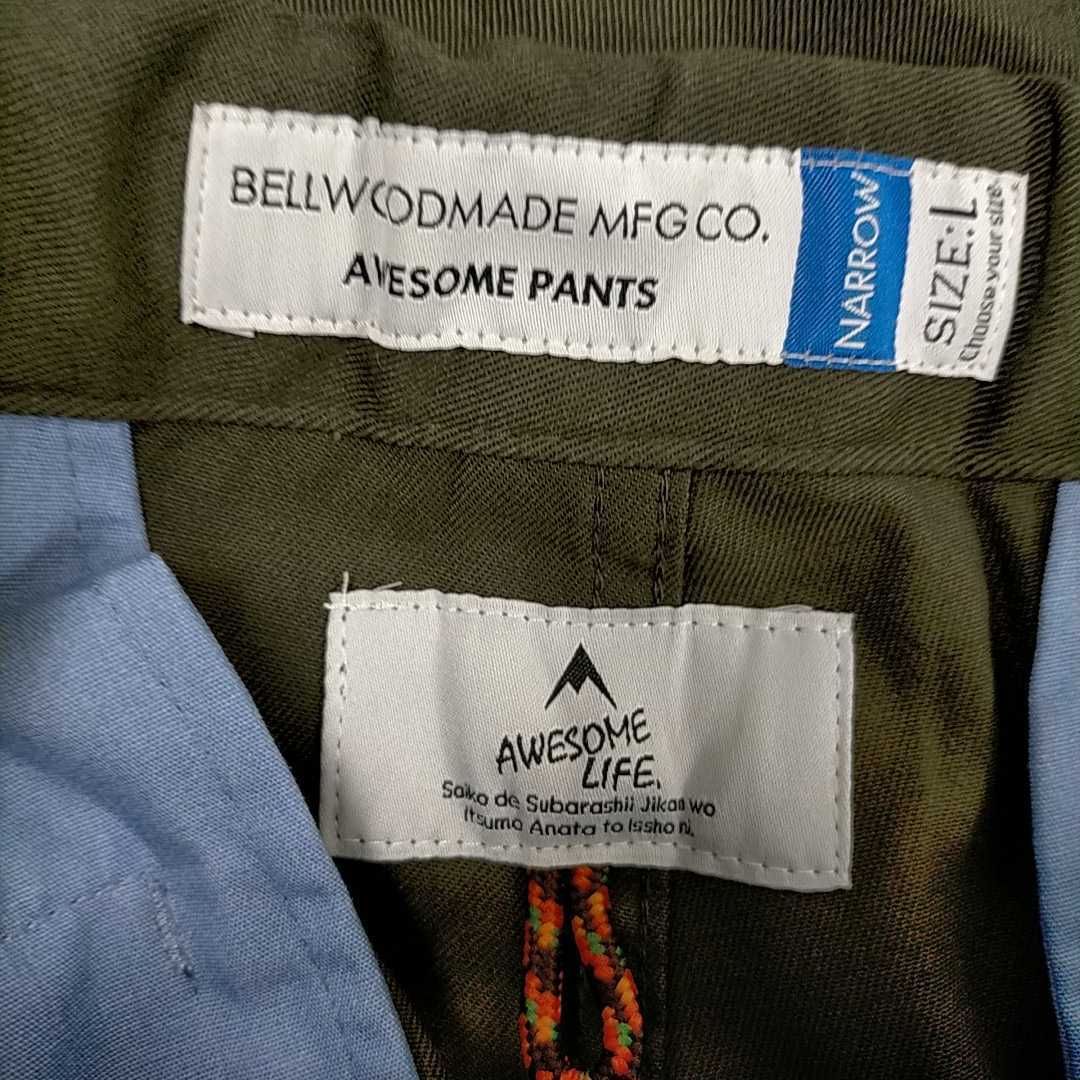 BELLWOODMADE MFG CO.
AWESOME PANTS
NARROW
SIZE:L
Choose your size
AWESOME
LIFE.
Saiko de Subarashii Jikan wo
Itsumo Anata to Issho ni.